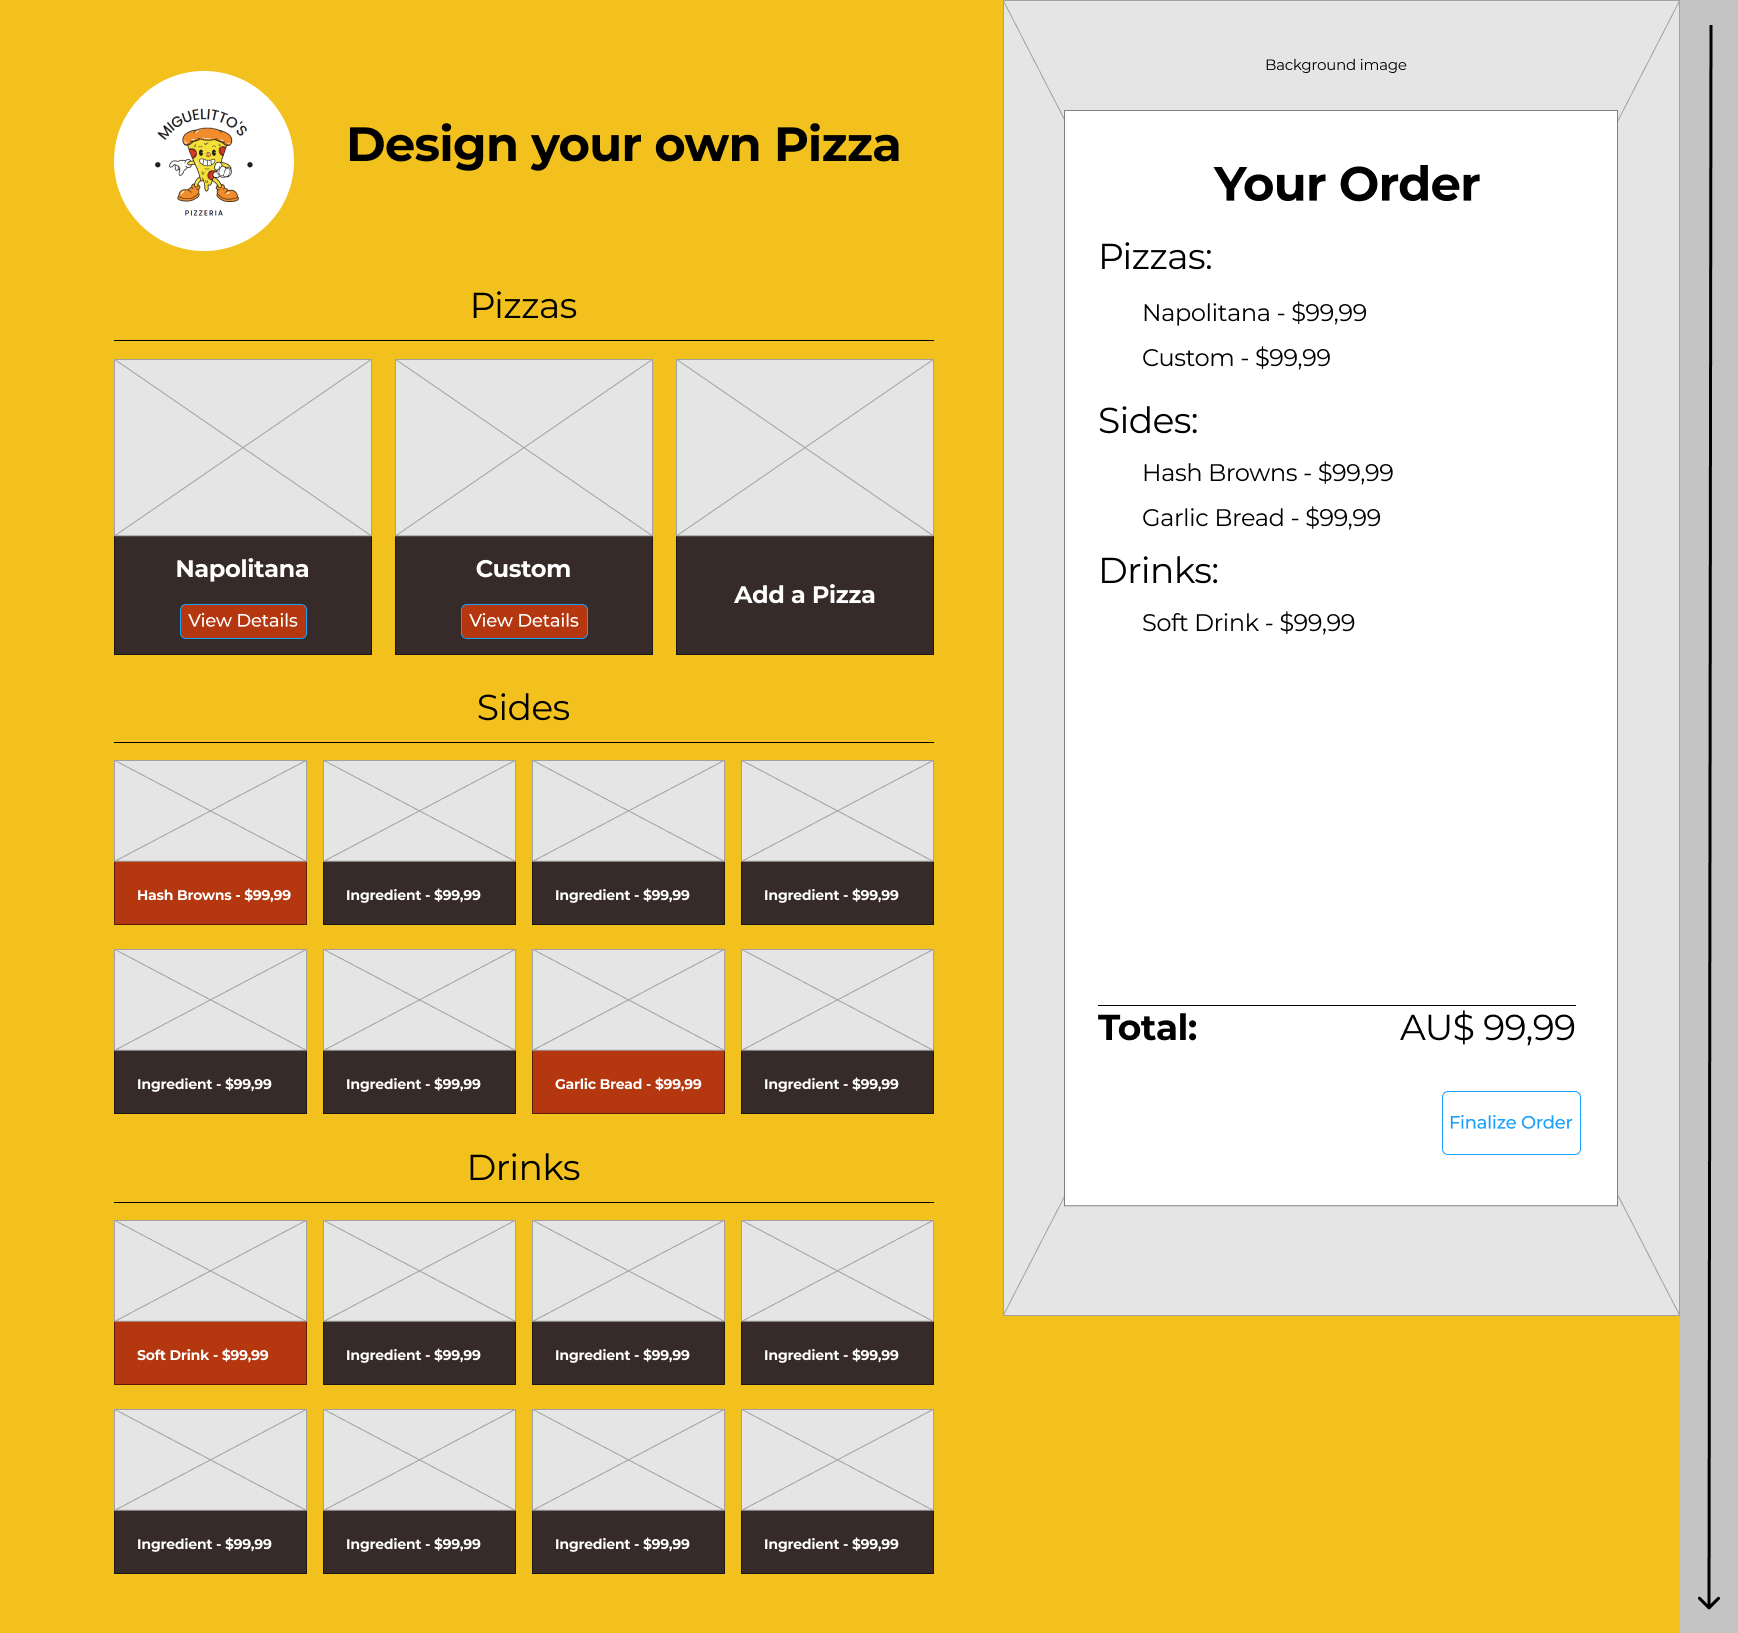 MIGUELITTO'S
PIZZERIA
Design your own Pizza
Pizzas
Napolitana
View Details
Custom
View Details
Add a Pizza
Sides
Hash Browns - $99,99
Ingredient - $99,99
Ingredient - $99,99
Ingredient - $99,99
Ingredient - $99,99
Ingredient - $99,99
Garlic Bread - $99,99
Ingredient - $99,99
Drinks
Soft Drink - $99,99
Ingredient - $99,99
Ingredient - $99,99
Ingredient - $99,99
Ingredient - $99,99
Ingredient - $99,99
Ingredient - $99,99
Ingredient - $99,99
Background image
Your Order
Pizzas:
Napolitana - $99,99
Custom - $99,99
Sides:
Hash Browns - $99,99
Garlic Bread - $99,99
Drinks:
Soft Drink - $99,99
Total: AU$ 99,99
Finalize Order